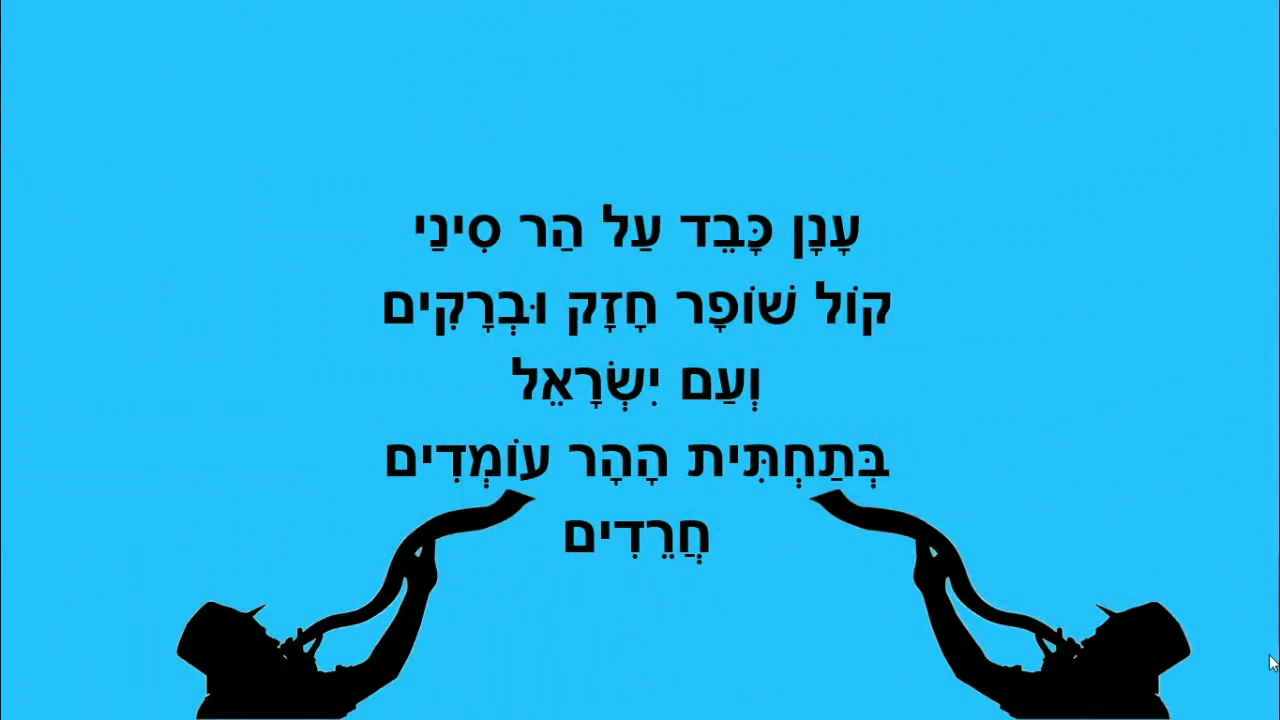 עָנָן כָּבֵד עַל הַר סִינַי
קוֹל שׁוֹפָר חָזָק וּבְרָקִים
וְעַם יִשְׂרָאֵל
בְּתַחְתִּית הָהָר עוֹמְדִים
חֲרֵדִים